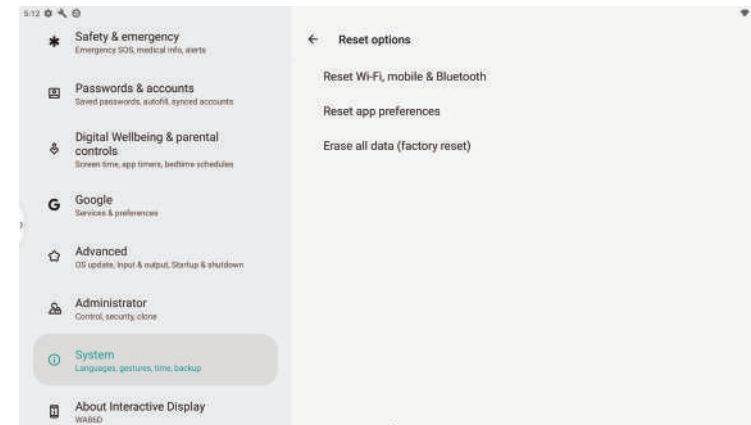 5:12
Safety & emergency
Emergency SOS, medical info, alerts
Passwords & accounts
Saved passwords, autofill, synced accounts
Digital Wellbeing & parental
controls
Screen time, app timers, bedtime schedules
Google
Services & preferences
Advanced
OS update, Input & output, Startup & shutdown
Administrator
Control, security, clone
System
Languages, gestures, time, backup
About Interactive Display
WA86D
Reset options
Reset Wi-Fi, mobile & Bluetooth
Reset app preferences
Erase all data (factory reset)